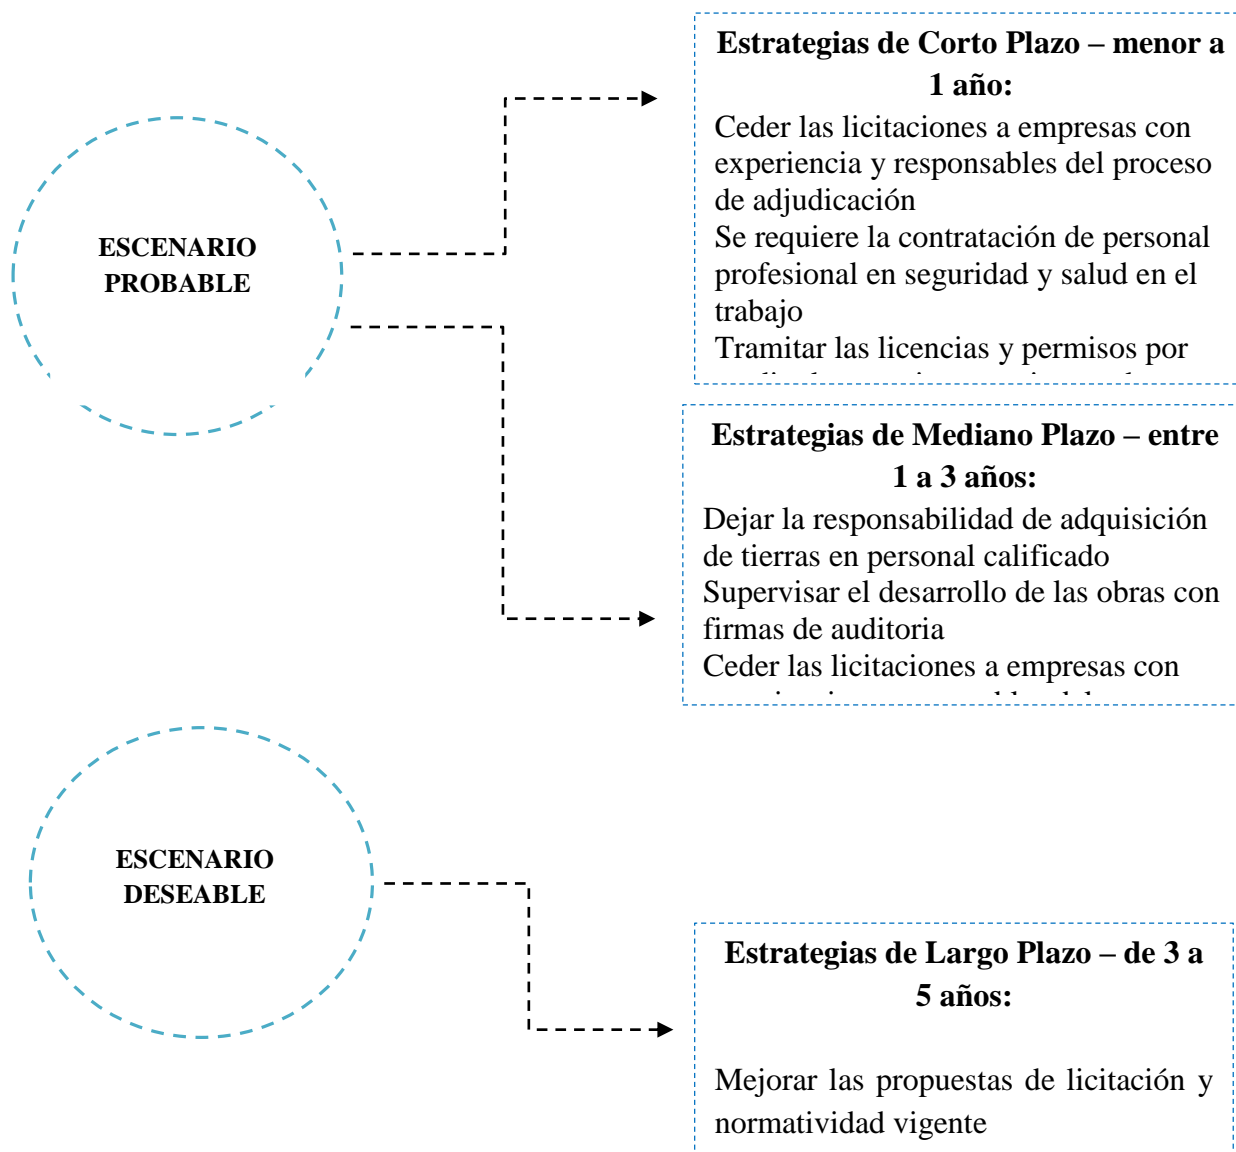 Estrategias de Corto Plazo – menor a
1 año:
Ceder las licitaciones a empresas con
experiencia y responsables del proceso
de adjudicación
Se requiere la contratación de personal
profesional en seguridad y salud en el
trabajo
Tramitar las licencias y permisos por
ESCENARIO
PROBABLE
Estrategias de Mediano Plazo – entre
1 a 3 años:
Dejar la responsabilidad de adquisición
de tierras en personal calificado
Supervisar el desarrollo de las obras con
firmas de auditoria
Ceder las licitaciones a empresas con
ESCENARIO
DESEABLE
Estrategias de Largo Plazo – de 3 a
5 años:
Mejorar las propuestas de licitación y
normatividad vigente